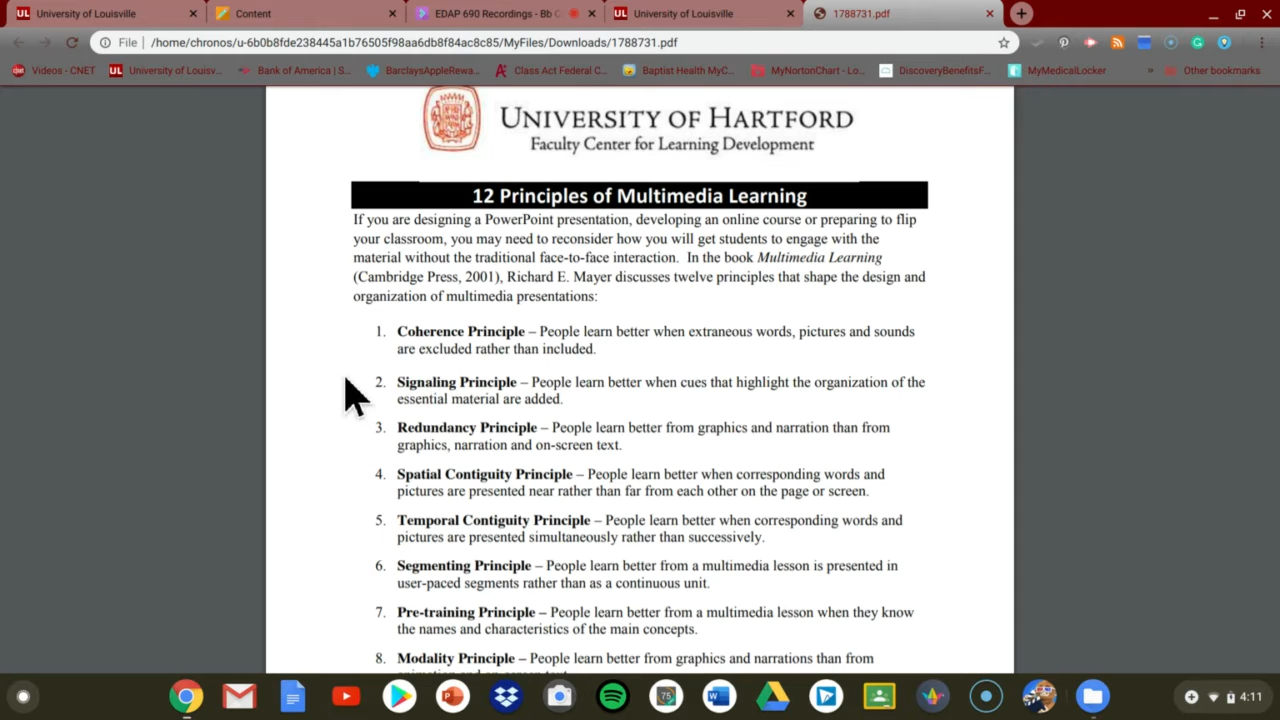 University of Louisville
Content
EDAP 690 Recordings - Bb C
University of Louisville
1788731.pdf
File | /home/chronos/u-6b0b8fde238445a1b76505f98aa6db8f84ac8c85/MyFiles/Downloads/1788731.pdf
Videos - CNET
University of Louisv...
Bank of America | S...
BarclaysAppleRewa...
Class Act Federal C...
Baptist Health MyC...
MyNortonChart - Lo...
DiscoveryBenefitsF...
MyMedicalLocker
»
Other bookmarks
UNIVERSITY OF HARTFORD
Faculty Center for Learning Development
12 Principles of Multimedia Learning
If you are designing a PowerPoint presentation, developing an online course or preparing to flip
your classroom, you may need to reconsider how you will get students to engage with the
material without the traditional face-to-face interaction. In the book Multimedia Learning
(Cambridge Press, 2001), Richard E. Mayer discusses twelve principles that shape the design and
organization of multimedia presentations:
1. Coherence Principle – People learn better when extraneous words, pictures and sounds
are excluded rather than included.
2. Signaling Principle – People learn better when cues that highlight the organization of the
essential material are added.
3. Redundancy Principle – People learn better from graphics and narration than from
graphics, narration and on-screen text.
4. Spatial Contiguity Principle – People learn better when corresponding words and
pictures are presented near rather than far from each other on the page or screen.
5. Temporal Contiguity Principle – People learn better when corresponding words and
pictures are presented simultaneously rather than successively.
6. Segmenting Principle – People learn better from a multimedia lesson is presented in
user-paced segments rather than as a continuous unit.
7. Pre-training Principle – People learn better from a multimedia lesson when they know
the names and characteristics of the main concepts.
8. Modality Principle – People learn better from graphics and narrations than from
4:11